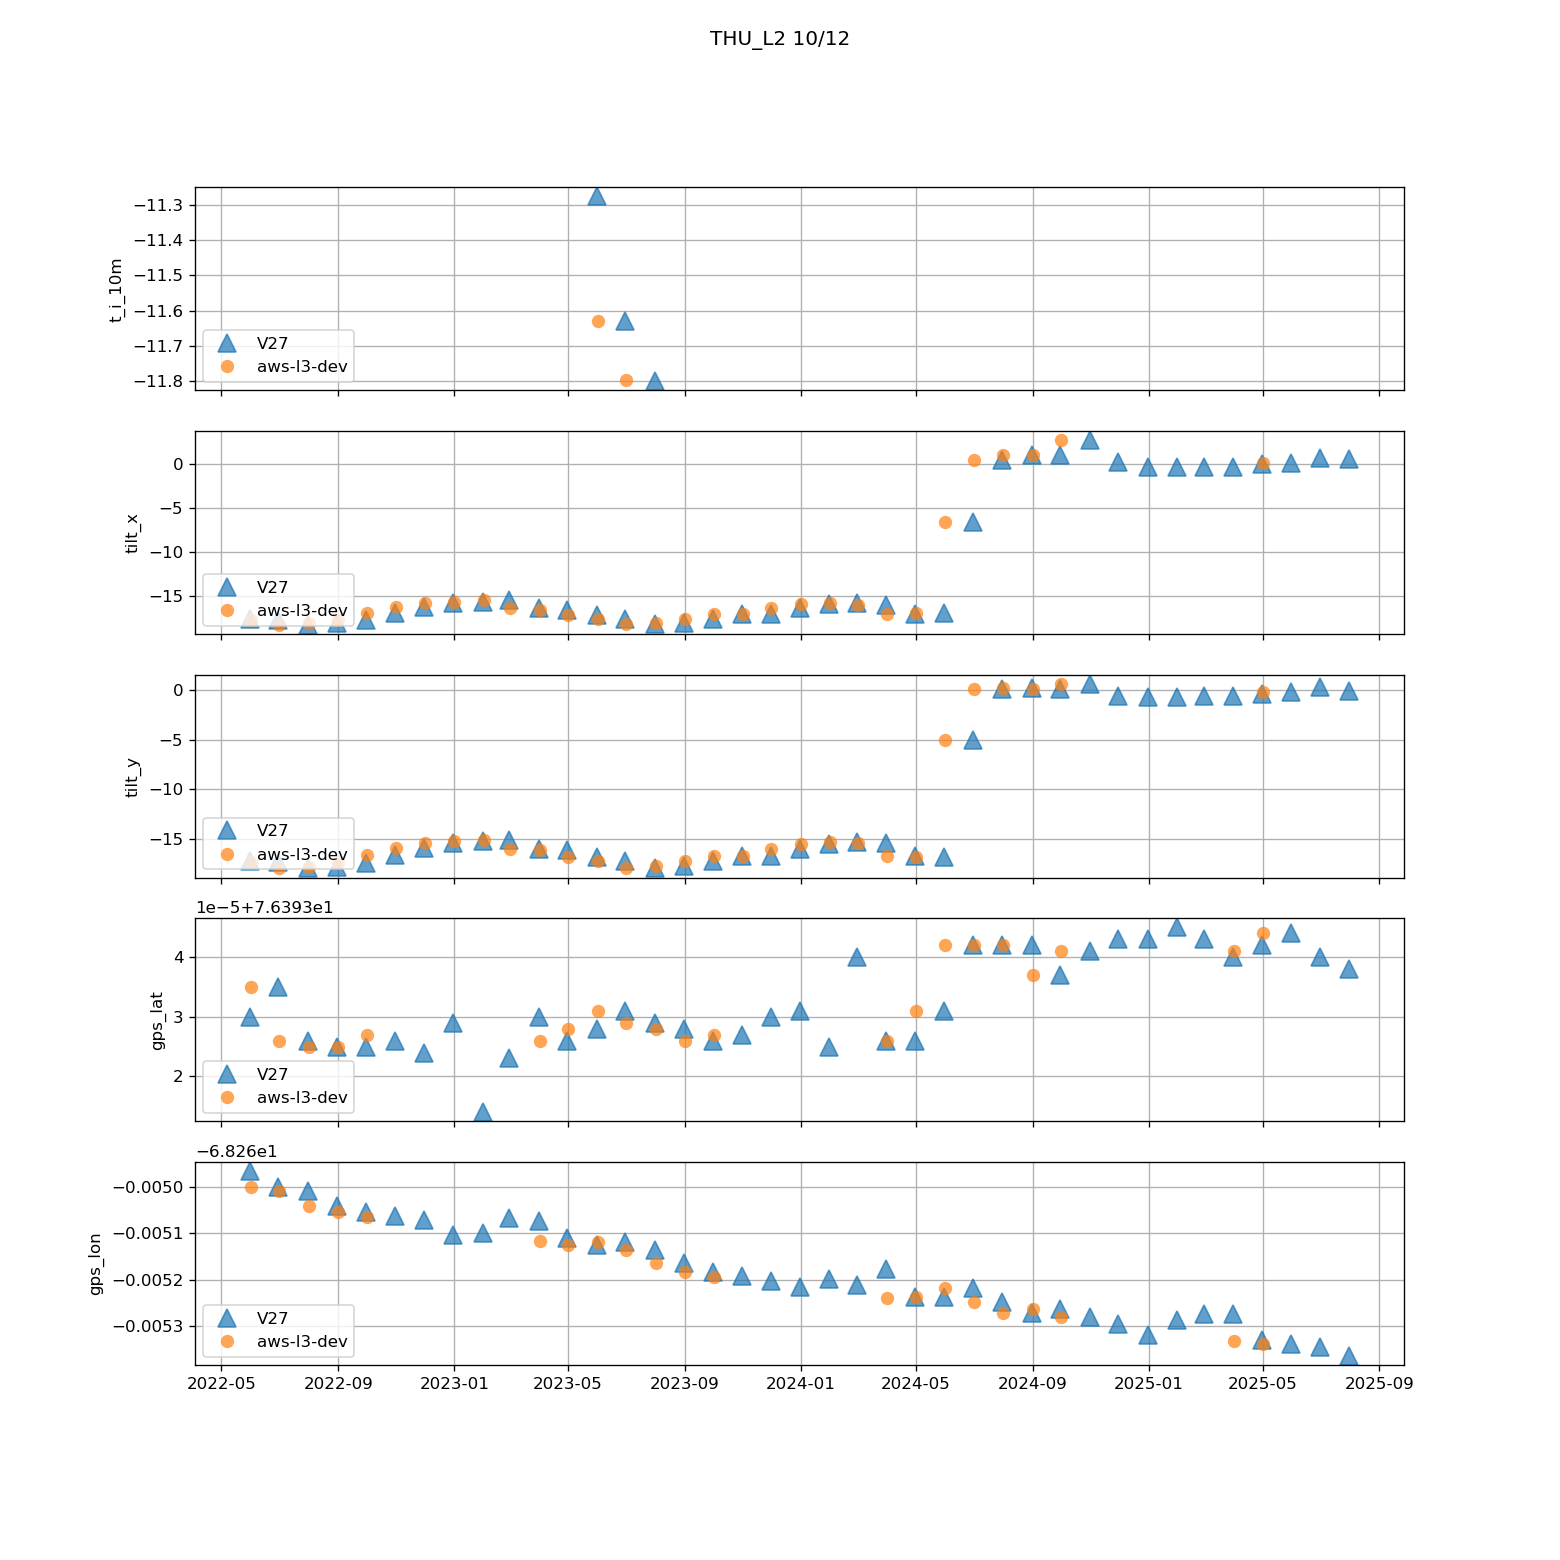 THU_L2 10/12
−11.3
−11.4
−11.5
−11.6
−11.7
−11.8
t_i_10m
V27
aws-l3-dev
0
−5
−10
−15
tilt_x
V27
aws-l3-dev
0
−5
−10
−15
tilt_y
V27
aws-l3-dev
1e−5+7.6393e1
4
3
2
gps_lat
V27
aws-l3-dev
−6.826e1
−0.0050
−0.0051
−0.0052
−0.0053
gps_lon
V27
aws-l3-dev
2022-05 2022-09 2023-01 2023-05 2023-09 2024-01 2024-05 2024-09 2025-01 2025-05 2025-09